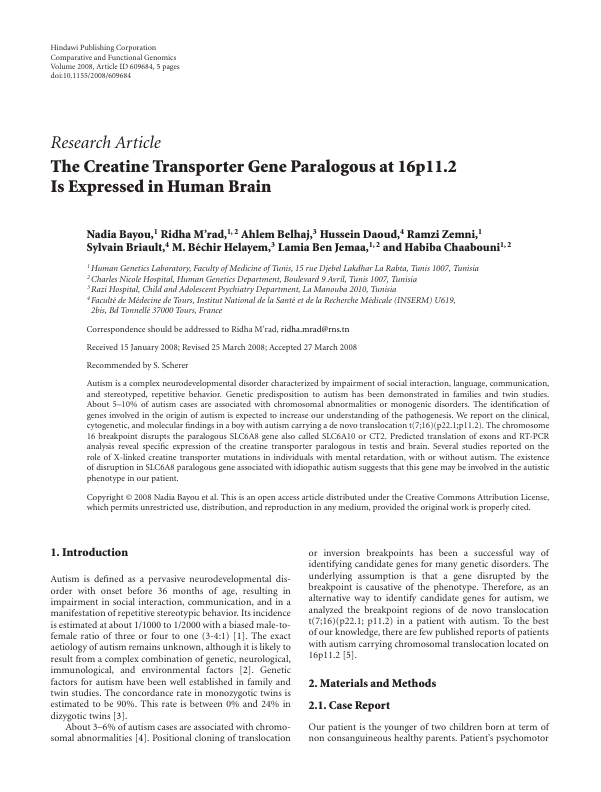 Hindawi Publishing Corporation
Comparative and Functional Genomics
Volume 2008, Article ID 609684, 5 pages
doi:10.1155/2008/609684
Research Article
The Creatine Transporter Gene Paralogous at 16p11.2
Is Expressed in Human Brain
Nadia Bayou,1 Ridha M'rad,1, 2 Ahlem Belhaj,3 Hussein Daoud,4 Ramzi Zemni,1
Sylvain Briault,4 M. Béchir Helayem,3 Lamia Ben Jemaa,1, 2 and Habiba Chaabouni1, 2
1 Human Genetics Laboratory, Faculty of Medicine of Tunis, 15 rue Djebel Lakdhar La Rabta, Tunis 1007, Tunisia
2 Charles Nicole Hospital, Human Genetics Department, Boulevard 9 Avril, Tunis 1007, Tunisia
3 Razi Hospital, Child and Adolescent Psychiatry Department, La Manouba 2010, Tunisia
4 Faculté de Médecine de Tours, Institut National de la Santé et de la Recherche Médicale (INSERM) U619,
2bis, Bd Tonnellé 37000 Tours, France
Correspondence should be addressed to Ridha M'rad, ridha.mrad@rns.tn
Received 15 January 2008; Revised 25 March 2008; Accepted 27 March 2008
Recommended by S. Scherer
Autism is a complex neurodevelopmental disorder characterized by impairment of social interaction, language, communication,
and stereotyped, repetitive behavior. Genetic predisposition to autism has been demonstrated in families and twin studies.
About 5–10% of autism cases are associated with chromosomal abnormalities or monogenic disorders. The identification of
genes involved in the origin of autism is expected to increase our understanding of the pathogenesis. We report on the clinical,
cytogenetic, and molecular findings in a boy with autism carrying a de novo translocation t(7;16)(p22.1;p11.2). The chromosome
16 breakpoint disrupts the paralogous SLC6A8 gene also called SLC6A10 or CT2. Predicted translation of exons and RT-PCR
analysis reveal specific expression of the creatine transporter paralogous in testis and brain. Several studies reported on the
role of X-linked creatine transporter mutations in individuals with mental retardation, with or without autism. The existence
of disruption in SLC6A8 paralogous gene associated with idiopathic autism suggests that this gene may be involved in the autistic
phenotype in our patient.
Copyright © 2008 Nadia Bayou et al. This is an open access article distributed under the Creative Commons Attribution License,
which permits unrestricted use, distribution, and reproduction in any medium, provided the original work is properly cited.
1. Introduction
Autism is defined as a pervasive neurodevelopmental dis-
order with onset before 36 months of age, resulting in
impairment in social interaction, communication, and in a
manifestation of repetitive stereotypic behavior. Its incidence
is estimated at about 1/1000 to 1/2000 with a biased male-to-
female ratio of three or four to one (3-4:1) [1]. The exact
aetiology of autism remains unknown, although it is likely to
result from a complex combination of genetic, neurological,
immunological, and environmental factors [2]. Genetic
factors for autism have been well established in family and
twin studies. The concordance rate in monozygotic twins is
estimated to be 90%. This rate is between 0% and 24% in
dizygotic twins [3].
About 3–6% of autism cases are associated with chromo-
somal abnormalities [4]. Positional cloning of translocation
or inversion breakpoints has been a successful way of
identifying candidate genes for many genetic disorders. The
underlying assumption is that a gene disrupted by the
breakpoint is causative of the phenotype. Therefore, as an
alternative way to identify candidate genes for autism, we
analyzed the breakpoint regions of de novo translocation
t(7;16)(p22.1; p11.2) in a patient with autism. To the best
of our knowledge, there are few published reports of patients
with autism carrying chromosomal translocation located on
16p11.2 [5].
2. Materials and Methods
2.1. Case Report
Our patient is the younger of two children born at term of
non consanguineous healthy parents. Patient's psychomotor